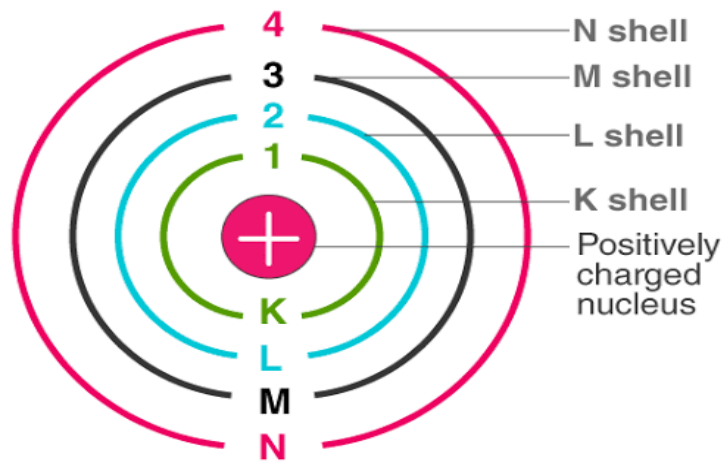 4
N shell
3
M shell
2
L shell
1
K shell
+
Positively
charged
nucleus
K
L
M
N